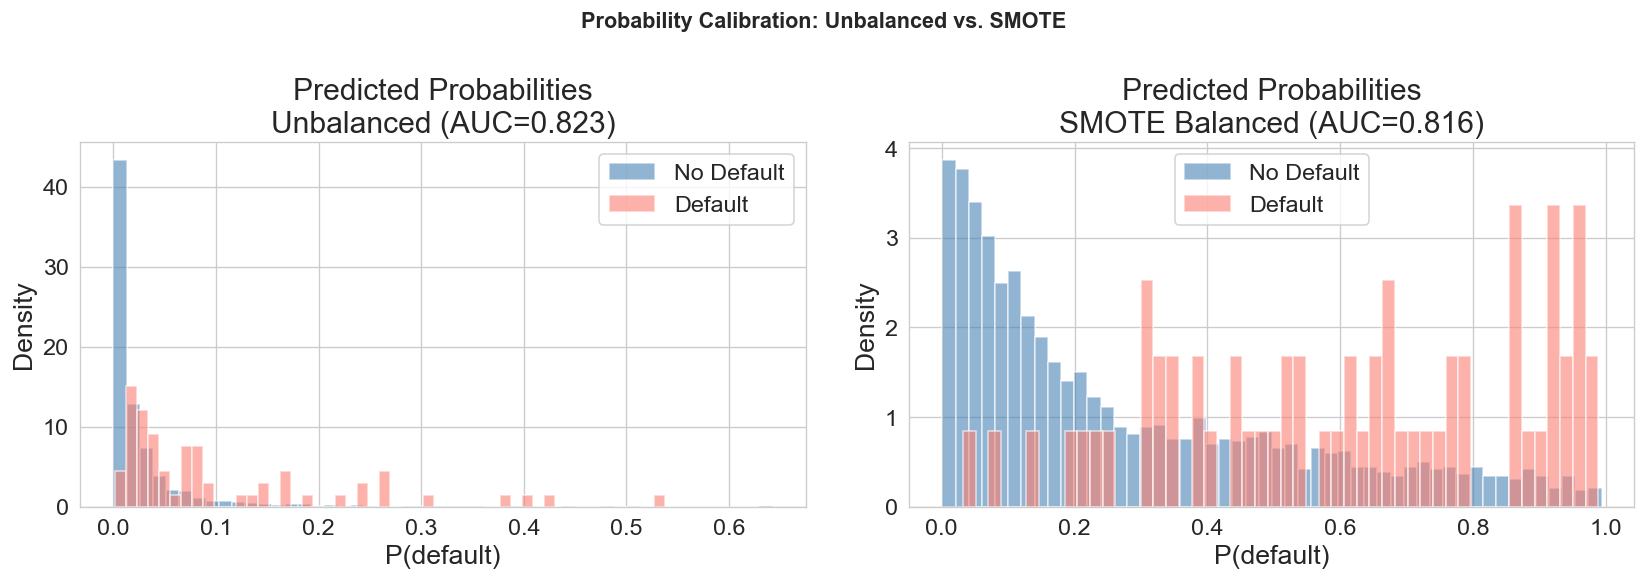 Probability Calibration: Unbalanced vs. SMOTE
Predicted Probabilities
Unbalanced (AUC=0.823)
No Default
Default
Density
40
30
20
10
0
0.0 0.1 0.2 0.3 0.4 0.5 0.6
P(default)
Predicted Probabilities
SMOTE Balanced (AUC=0.816)
No Default
Default
Density
4
3
2
1
0
0.0 0.2 0.4 0.6 0.8 1.0
P(default)